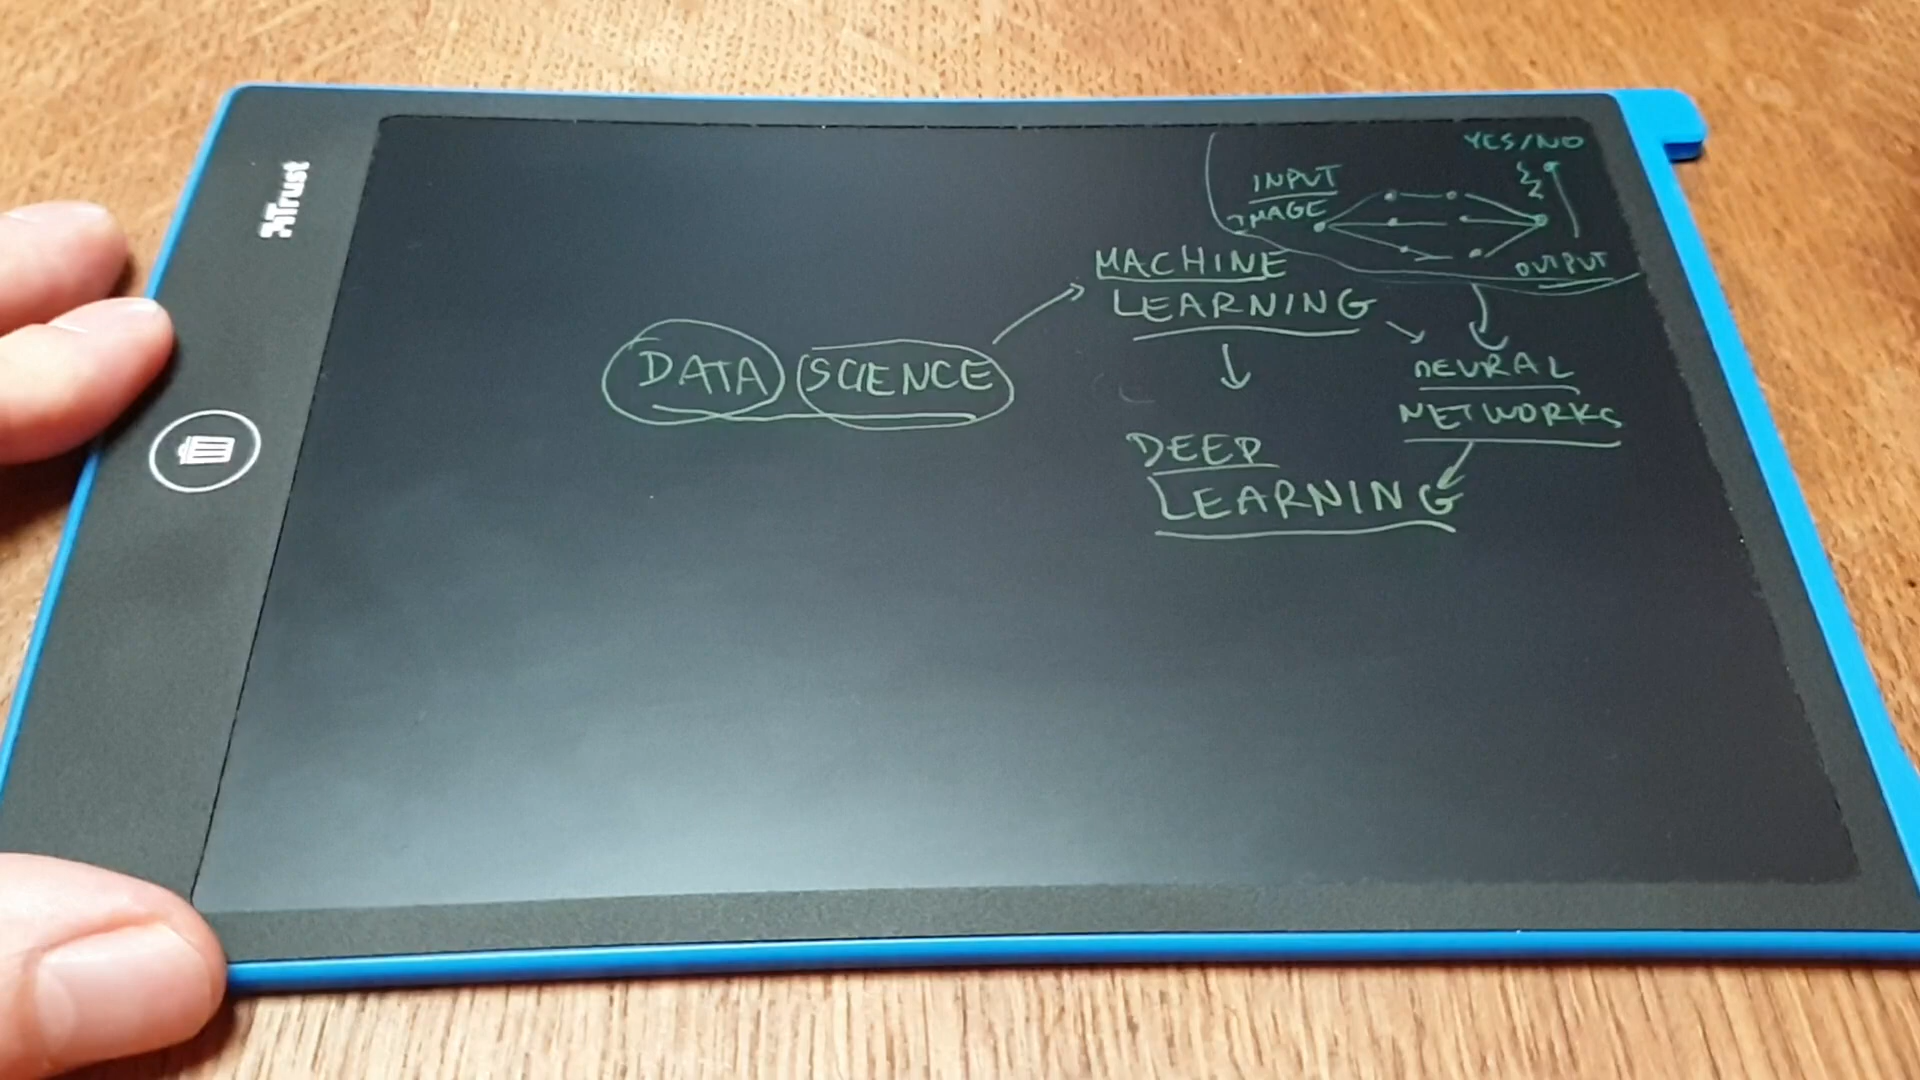 Trust
DATA SCIENCE
MACHINE
LEARNING
DEEP
LEARNING
NEURAL
NETWORKS
INPUT
IMAGE
YES/NO
OUTPUT